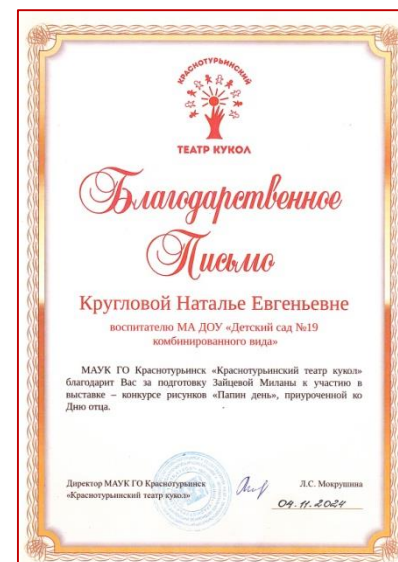 КРАСНОТУРЬИНСКИЙ
ТЕАТР КУКОЛ
Благодарственное
Письмо
Кругловой Наталье Евгеньевне
воспитателю МА ДОУ «Детский сад №19
комбинированного вида»
МАУК ГО Краснотурьинск «Краснотурьинский театр кукол»
благодарит Вас за подготовку Зайцевой Миланы к участию в
выставке – конкурсе рисунков «Папин день», приуроченной ко
Дню отца.
Директор МАУК ГО Краснотурьинск
«Краснотурьинский театр кукол»
Л.С. Мокрушина
04.11.2024